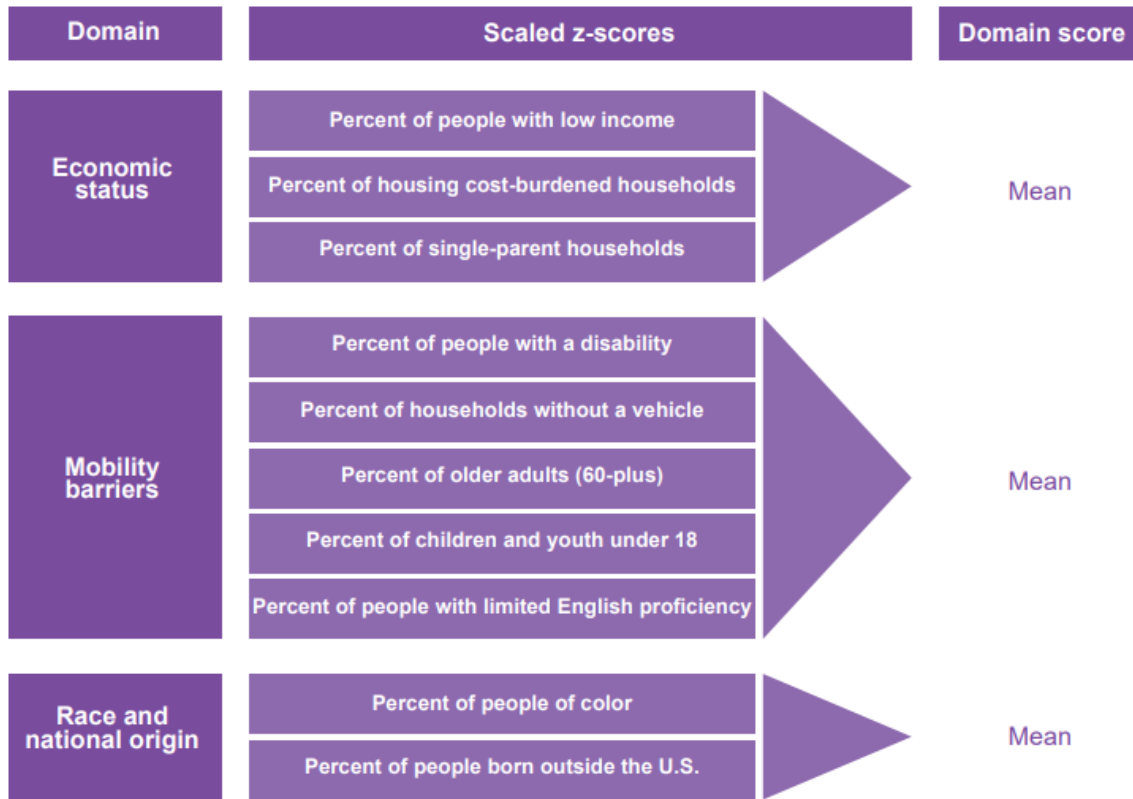 Domain
Scaled z-scores
Domain score
Economic
status
Percent of people with low income
Percent of housing cost-burdened households
Percent of single-parent households
Mean
Mobility
barriers
Percent of people with a disability
Percent of households without a vehicle
Percent of older adults (60-plus)
Percent of children and youth under 18
Percent of people with limited English proficiency
Mean
Race and
national origin
Percent of people of color
Percent of people born outside the U.S.
Mean